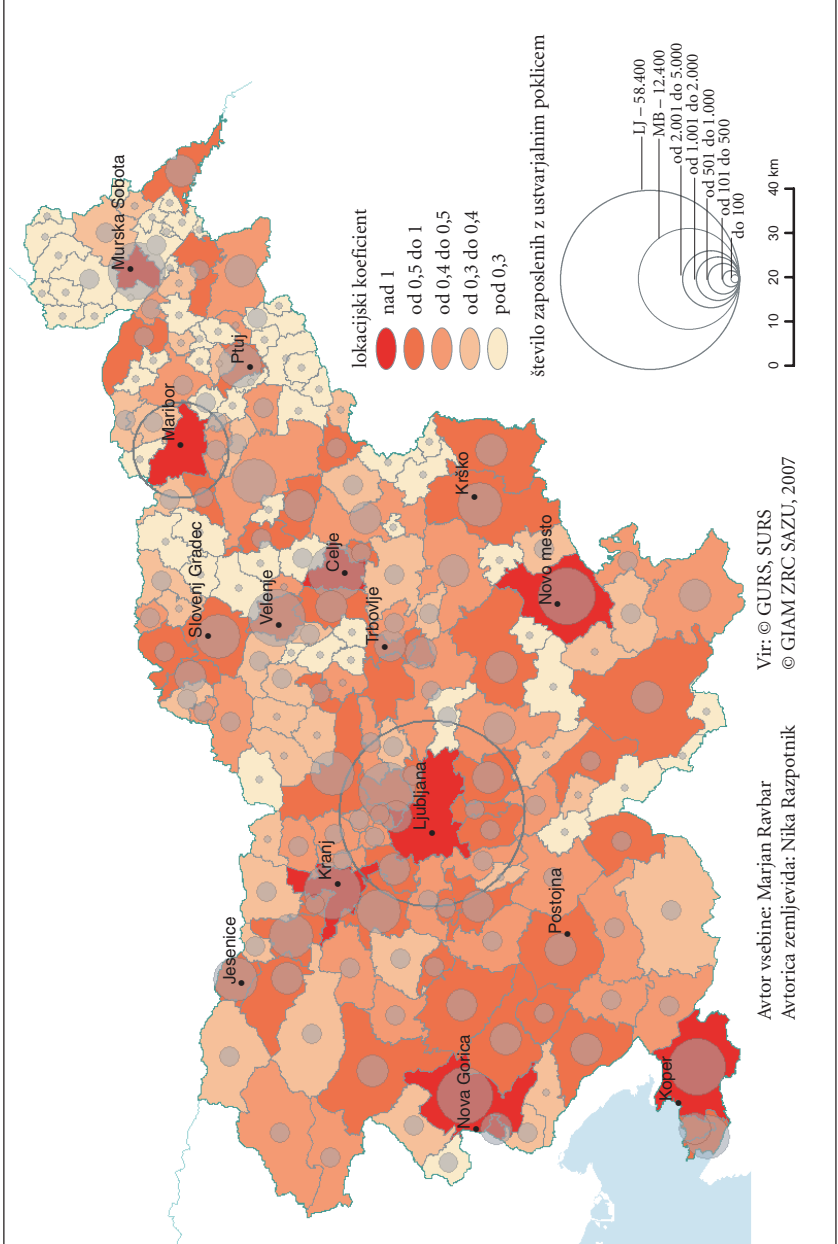 Murska Sobota
Maribor
Ptuj
Slovenj Gradec
Velenje
Celje
Trbovlje
Krško
Novo mesto
Jesenice
Kranj
Ljubljana
Postojna
Nova Gorica
Koper
lokacijski koeficient
nad 1
od 0,5 do 1
od 0,4 do 0,5
od 0,3 do 0,4
pod 0,3
število zaposlenih z ustvarjalnim poklicem
LJ – 58.400
MB – 12.400
od 2.001 do 5.000
od 1.001 do 2.000
od 501 do 1.000
od 101 do 500
do 100
0 10 20 30 40 km
Avtor vsebine: Marjan Ravbar
Avtorica zemljevida: Nika Razpotnik
Vir: © GURS, SURS
© GIAM ZRC SAZU, 2007